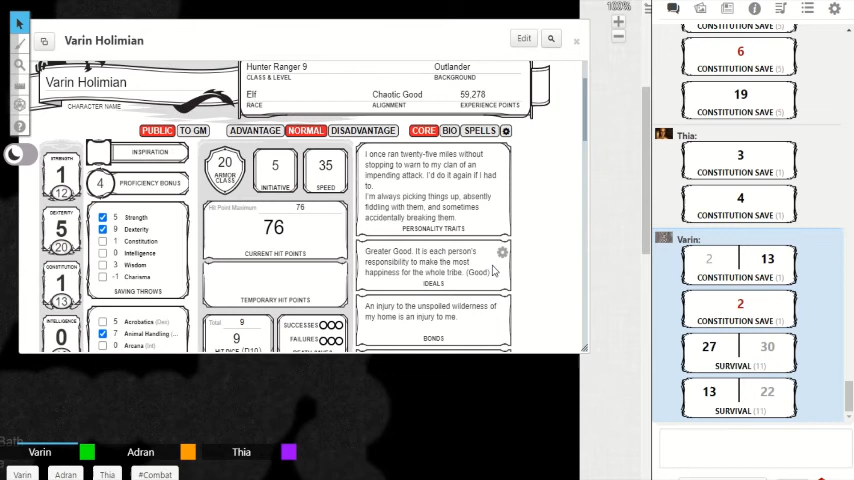 100%
Varin Holimian
Edit
×
Varin Holimian
CHARACTER NAME
Hunter Ranger 9
Outlander
CLASS & LEVEL
BACKGROUND
Elf
Chaotic Good
59,278
RACE
ALIGNMENT
EXPERIENCE POINTS
PUBLIC TO GM ADVANTAGE NORMAL DISADVANTAGE CORE BIO SPELLS
STRENGTH
1
12
DEXTERITY
5
20
CONSTITUTION
1
13
INTELLIGENCE
0
INSPIRATION
4 PROFICIENCY BONUS
5 Strength
9 Dexterity
1 Constitution
0 Intelligence
3 Wisdom
-1 Charisma
SAVING THROWS
5 Acrobatics (Dex)
7 Animal Handling (...
0 Arcana (Int)
20
ARMOR
CLASS
5
INITIATIVE
35
SPEED
Hit Point Maximum 76
76
CURRENT HIT POINTS
TEMPORARY HIT POINTS
Total 9
9
HIT DICE (D10)
SUCCESSES
FAILURES
DEATH SAVES
I once ran twenty-five miles without
stopping to warn to my clan of an
impending attack. I'd do it again if I had
to.
I'm always picking things up, absently
fiddling with them, and sometimes
accidentally breaking them.
PERSONALITY TRAITS
Greater Good. It is each person's
responsibility to make the most
happiness for the whole tribe. (Good)
IDEALS
An injury to the unspoiled wilderness of
my home is an injury to me.
BONDS
Bath
Varin
Adran
Thia
Varin
Adran
Thia
#Combat
CONSTITUTION SAVE (5)
6
CONSTITUTION SAVE (5)
19
CONSTITUTION SAVE (5)
Thia:
3
CONSTITUTION SAVE (1)
4
CONSTITUTION SAVE (1)
Varin:
2 13
CONSTITUTION SAVE (1)
2
CONSTITUTION SAVE (1)
27 30
SURVIVAL (11)
13 22
SURVIVAL (11)